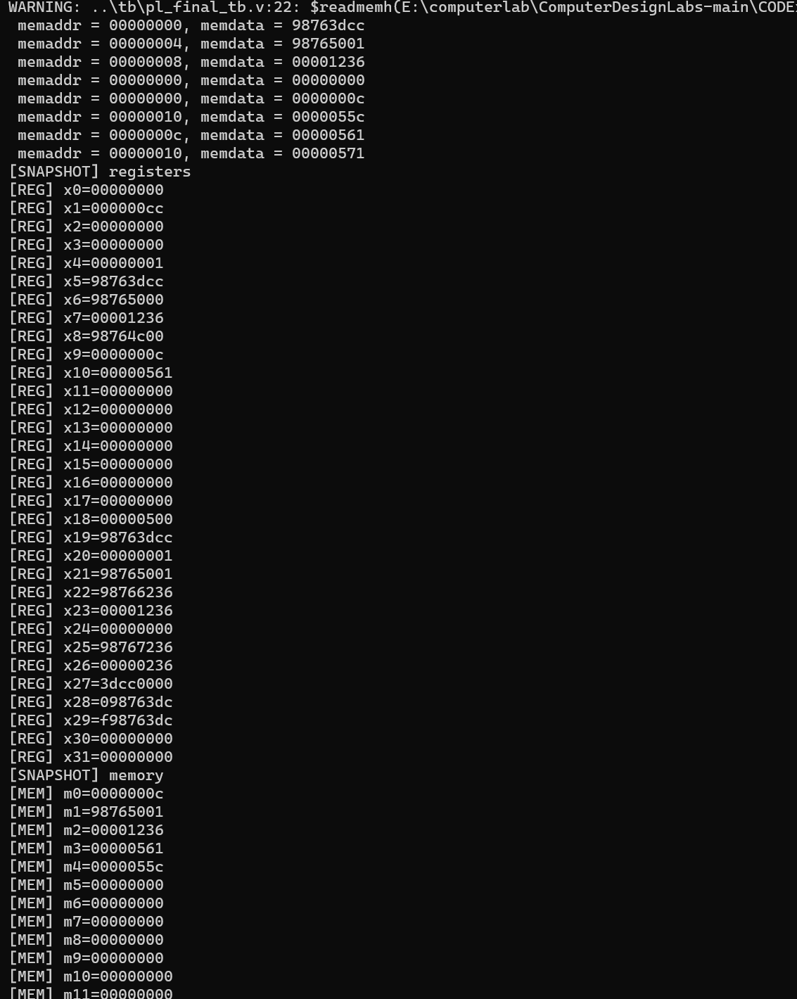 WARNING: ..\tb\pl_final_tb.v:22: $readmemh(E:\computerlab\ComputerDesignLabs-main\CODE
memaddr = 00000000, memdata = 98763dcc
memaddr = 00000004, memdata = 98765001
memaddr = 00000008, memdata = 00001236
memaddr = 00000000, memdata = 00000000
memaddr = 00000000, memdata = 0000000c
memaddr = 00000010, memdata = 0000055c
memaddr = 0000000c, memdata = 00000561
memaddr = 00000010, memdata = 00000571
[SNAPSHOT] registers
[REG] x0=00000000
[REG] x1=000000cc
[REG] x2=00000000
[REG] x3=00000000
[REG] x4=00000001
[REG] x5=98763dcc
[REG] x6=98765000
[REG] x7=00001236
[REG] x8=98764c00
[REG] x9=0000000c
[REG] x10=00000561
[REG] x11=00000000
[REG] x12=00000000
[REG] x13=00000000
[REG] x14=00000000
[REG] x15=00000000
[REG] x16=00000000
[REG] x17=00000000
[REG] x18=00000500
[REG] x19=98763dcc
[REG] x20=00000001
[REG] x21=98765001
[REG] x22=98766236
[REG] x23=00001236
[REG] x24=00000000
[REG] x25=98767236
[REG] x26=00000236
[REG] x27=3dcc0000
[REG] x28=098763dc
[REG] x29=f98763dc
[REG] x30=00000000
[REG] x31=00000000
[SNAPSHOT] memory
[MEM] m0=0000000c
[MEM] m1=98765001
[MEM] m2=00001236
[MEM] m3=00000561
[MEM] m4=0000055c
[MEM] m5=00000000
[MEM] m6=00000000
[MEM] m7=00000000
[MEM] m8=00000000
[MEM] m9=00000000
[MEM] m10=00000000
[MEM] m11=00000000